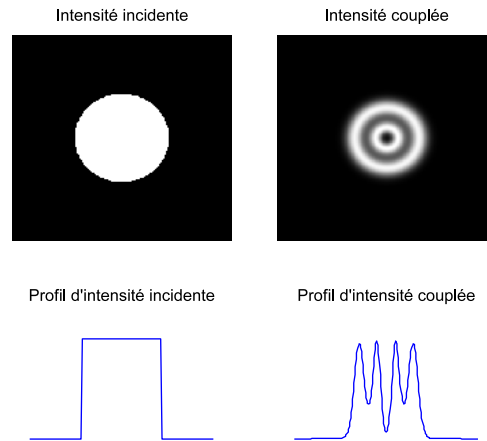 Intensité incidente
Intensité couplée
Profil d'intensité incidente
Profil d'intensité couplée